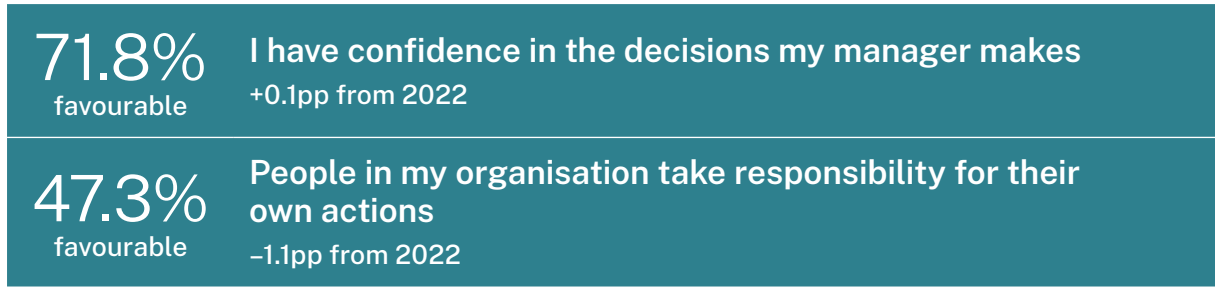 71.8%
favourable
I have confidence in the decisions my manager makes
+0.1pp from 2022
47.3%
favourable
People in my organisation take responsibility for their
own actions
–1.1pp from 2022